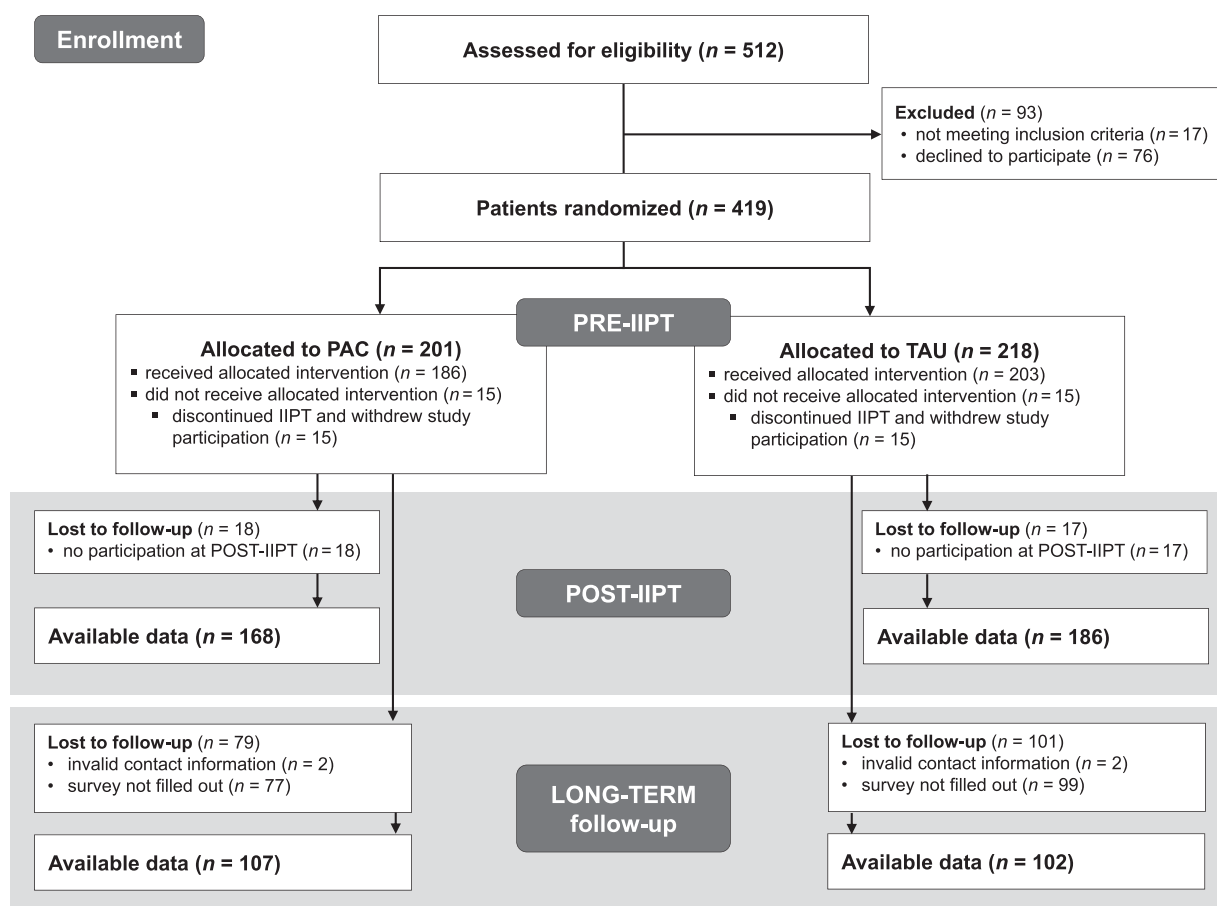 Enrollment
Assessed for eligibility (n = 512)
Excluded (n = 93)
• not meeting inclusion criteria (n = 17)
• declined to participate (n = 76)
Patients randomized (n = 419)
PRE-IIPT
Allocated to PAC (n = 201)
▪ received allocated intervention (n = 186)
▪ did not receive allocated intervention (n = 15)
▪ discontinued IIPT and withdrew study
participation (n = 15)
Allocated to TAU (n = 218)
▪ received allocated intervention (n = 203)
▪ did not receive allocated intervention (n = 15)
▪ discontinued IIPT and withdrew study
participation (n = 15)
Lost to follow-up (n = 18)
• no participation at POST-IIPT (n = 18)
Lost to follow-up (n = 17)
• no participation at POST-IIPT (n = 17)
POST-IIPT
Available data (n = 168)
Available data (n = 186)
Lost to follow-up (n = 79)
• invalid contact information (n = 2)
• survey not filled out (n = 77)
Lost to follow-up (n = 101)
• invalid contact information (n = 2)
• survey not filled out (n = 99)
LONG-TERM
follow-up
Available data (n = 107)
Available data (n = 102)